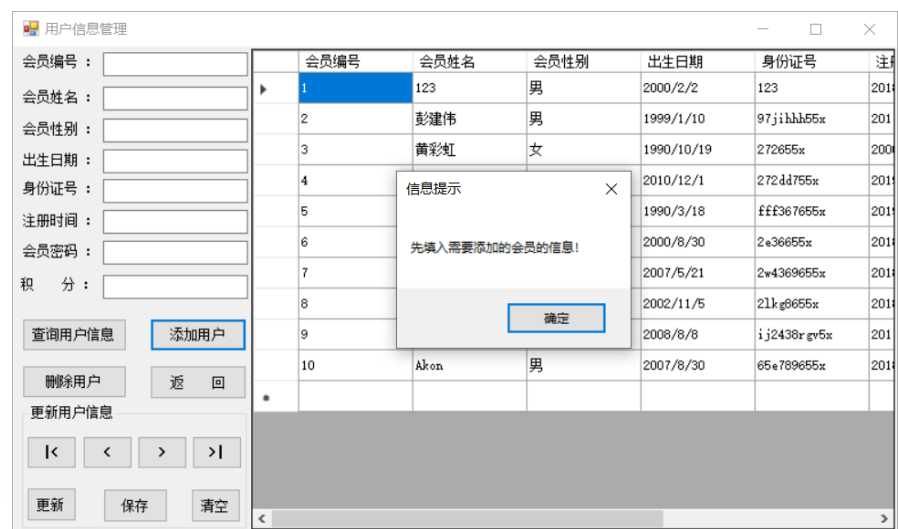 用户信息管理
会员编号：
会员姓名：
会员性别：
出生日期：
身份证号：
注册时间：
会员密码：
积 分：
查询用户信息 添加用户
删除用户 返 回
更新用户信息
|< < > >|
更新 保存 清空
会员编号 会员姓名 会员性别 出生日期 身份证号
1 123 男 2000/2/2 123
2 彭建伟 男 1999/1/10 97jihhh55x 201
3 黄彩虹 女 1990/10/19 272655x
4 2010/12/1 272dd755x
5 1990/3/18 fff367655x
6 2000/8/30 2e36655x
7 2007/5/21 2w4369655x
8 2002/11/5 21kg8655x
9 2008/8/8 ij2438rgv5x 201
10 Akon 男 2007/8/30 65e789655x
信息提示
先填入需要添加的会员的信息!
确定